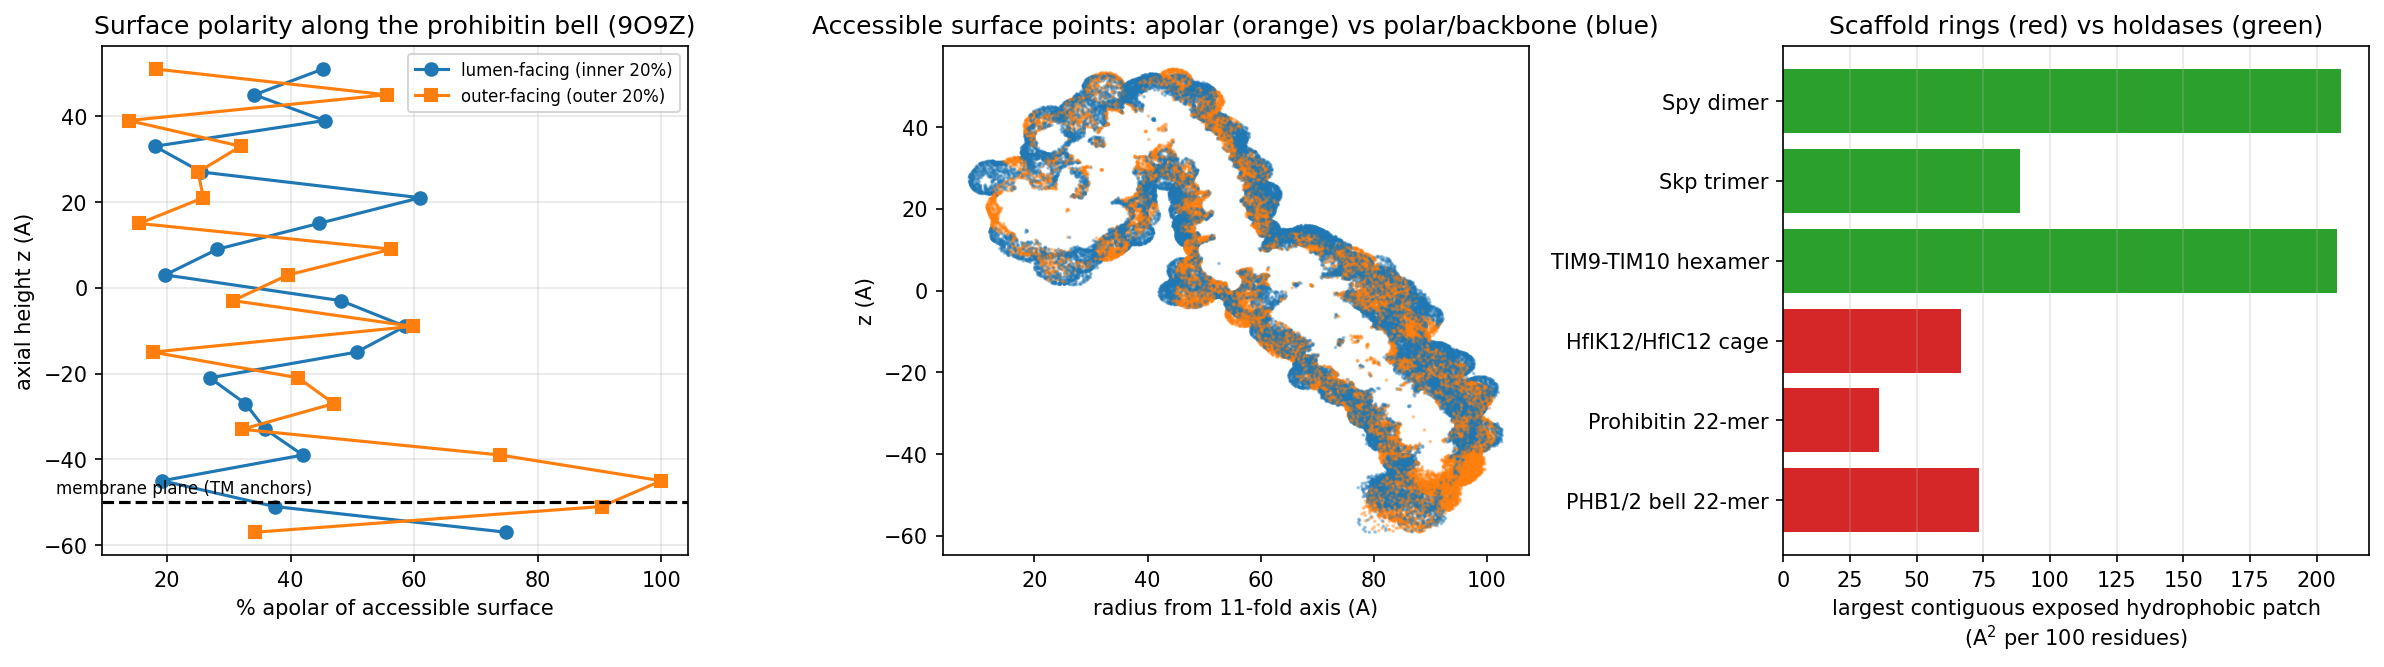 Surface polarity along the prohibitin bell (9O9Z)
lumen-facing (inner 20%)
outer-facing (outer 20%)
axial height z (A)
40
20
0
−20
−40
−60
membrane plane (TM anchors)
20 40 60 80 100
% apolar of accessible surface
Accessible surface points: apolar (orange) vs polar/backbone (blue)
z (A)
40
20
0
−20
−40
−60
20 40 60 80 100
radius from 11-fold axis (A)
Scaffold rings (red) vs holdases (green)
Spy dimer
Skp trimer
TIM9-TIM10 hexamer
HflK12/HflC12 cage
Prohibitin 22-mer
PHB1/2 bell 22-mer
0 25 50 75 100 125 150 175 200
largest contiguous exposed hydrophobic patch
(A² per 100 residues)